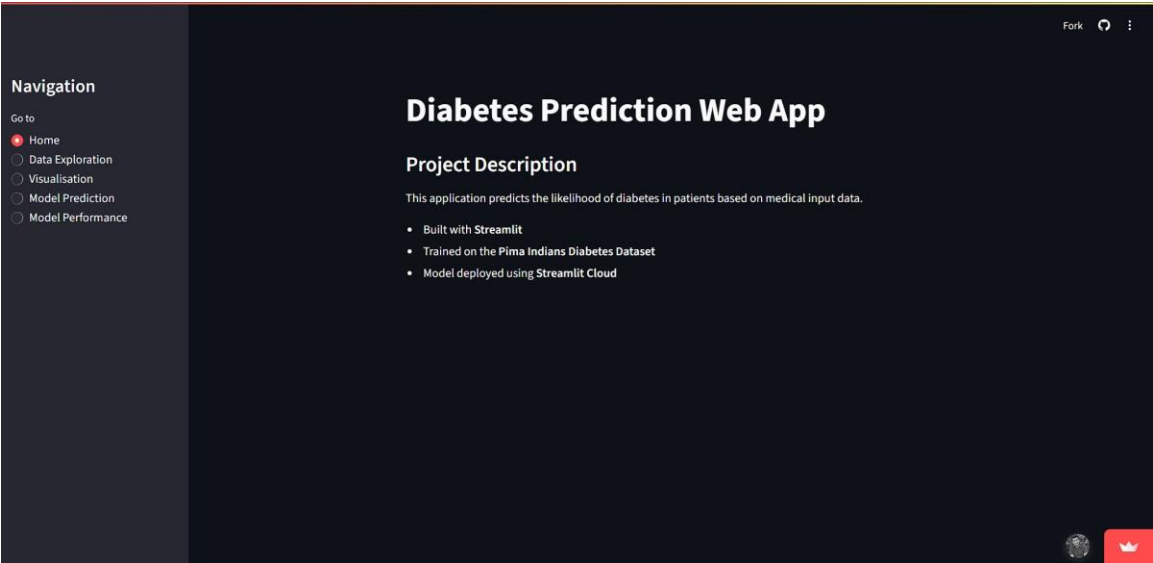 Fork
Navigation
Go to
Home
Data Exploration
Visualisation
Model Prediction
Model Performance
Diabetes Prediction Web App
Project Description
This application predicts the likelihood of diabetes in patients based on medical input data.
• Built with Streamlit
• Trained on the Pima Indians Diabetes Dataset
• Model deployed using Streamlit Cloud